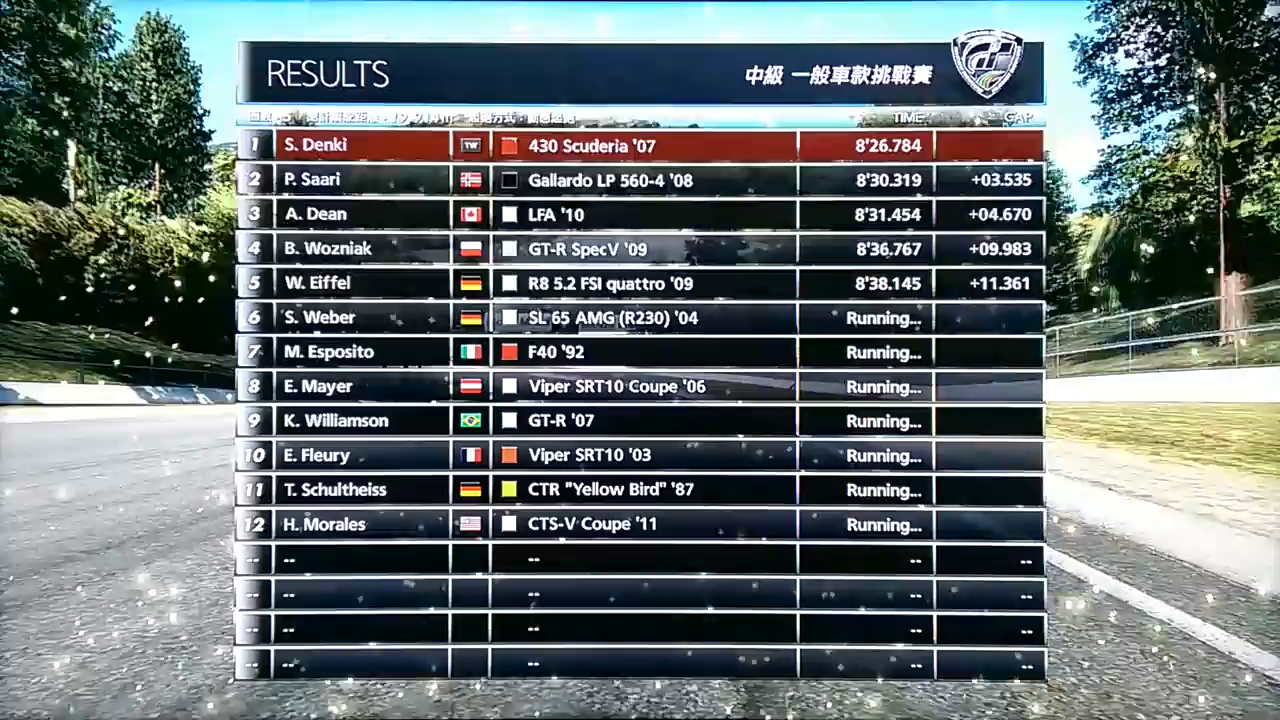 RESULTS
中級 一般車款挑戰賽
TIME GAP
1 S. Denki TW 430 Scuderia '07 8'26.784
2 P. Saari Gallardo LP 560-4 '08 8'30.319 +03.535
3 A. Dean LFA '10 8'31.454 +04.670
4 B. Wozniak GT-R SpecV '09 8'36.767 +09.983
5 W. Eiffel R8 5.2 FSI quattro '09 8'38.145 +11.361
6 S. Weber SL 65 AMG (R230) '04 Running...
7 M. Esposito F40 '92 Running...
8 E. Mayer Viper SRT10 Coupe '06 Running...
9 K. Williamson GT-R '07 Running...
10 E. Fleury Viper SRT10 '03 Running...
11 T. Schultheiss CTR "Yellow Bird" '87 Running...
12 H. Morales CTS-V Coupe '11 Running...
-- -- -- -- --
-- -- -- -- --
-- -- -- -- --
-- -- -- -- --